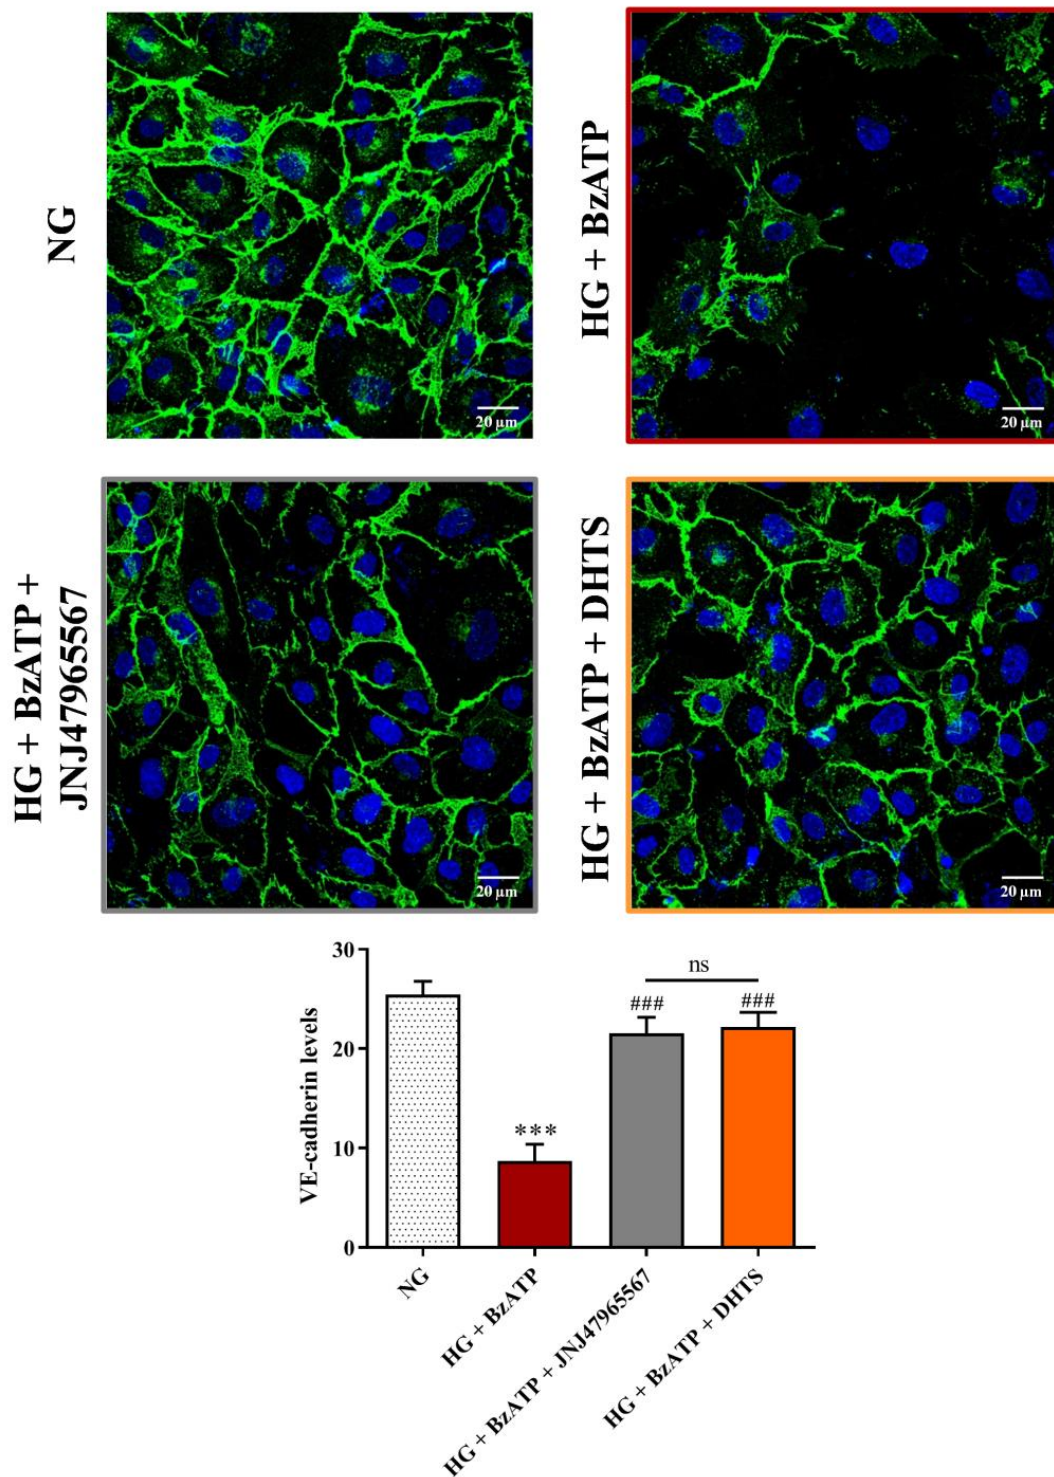 NG
20 µm
HG + BzATP
20 µm
HG + BzATP +
JNJ47965567
20 µm
HG + BzATP + DHTS
20 µm
VE-cadherin levels
30
20
10
0
***
###
ns
###
NG
HG + BzATP
HG + BzATP + JNJ47965567
HG + BzATP + DHTS